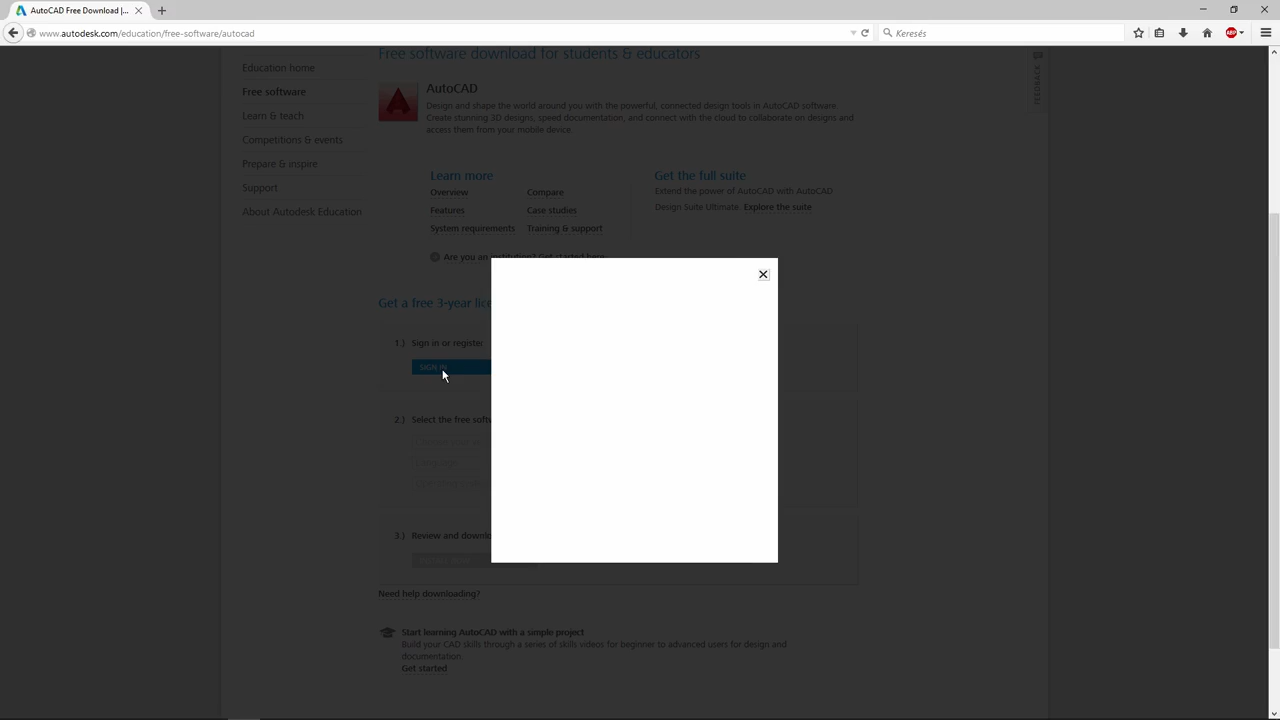 AutoCAD Free Download |...
www.autodesk.com/education/free-software/autocad
Keresés
ABP
Free software download for students & educators
Education home
Free software
Learn & teach
Competitions & events
Prepare & inspire
Support
About Autodesk Education
FEEDBACK
AutoCAD
Design and shape the world around you with the powerful, connected design tools in AutoCAD software.
Create stunning 3D designs, speed documentation, and connect with the cloud to collaborate on designs and
access them from your mobile device.
Learn more
Overview
Compare
Features
Case studies
System requirements
Training & support
Get the full suite
Extend the power of AutoCAD with AutoCAD
Design Suite Ultimate. Explore the suite
Are you an institution? Get started here
Get a free 3-year lice
1.) Sign in or register
SIGN IN
2.) Select the free softw
3.) Review and downlo
Need help downloading?
Start learning AutoCAD with a simple project
Build your CAD skills through a series of skills videos for beginner to advanced users for design and
documentation.
Get started